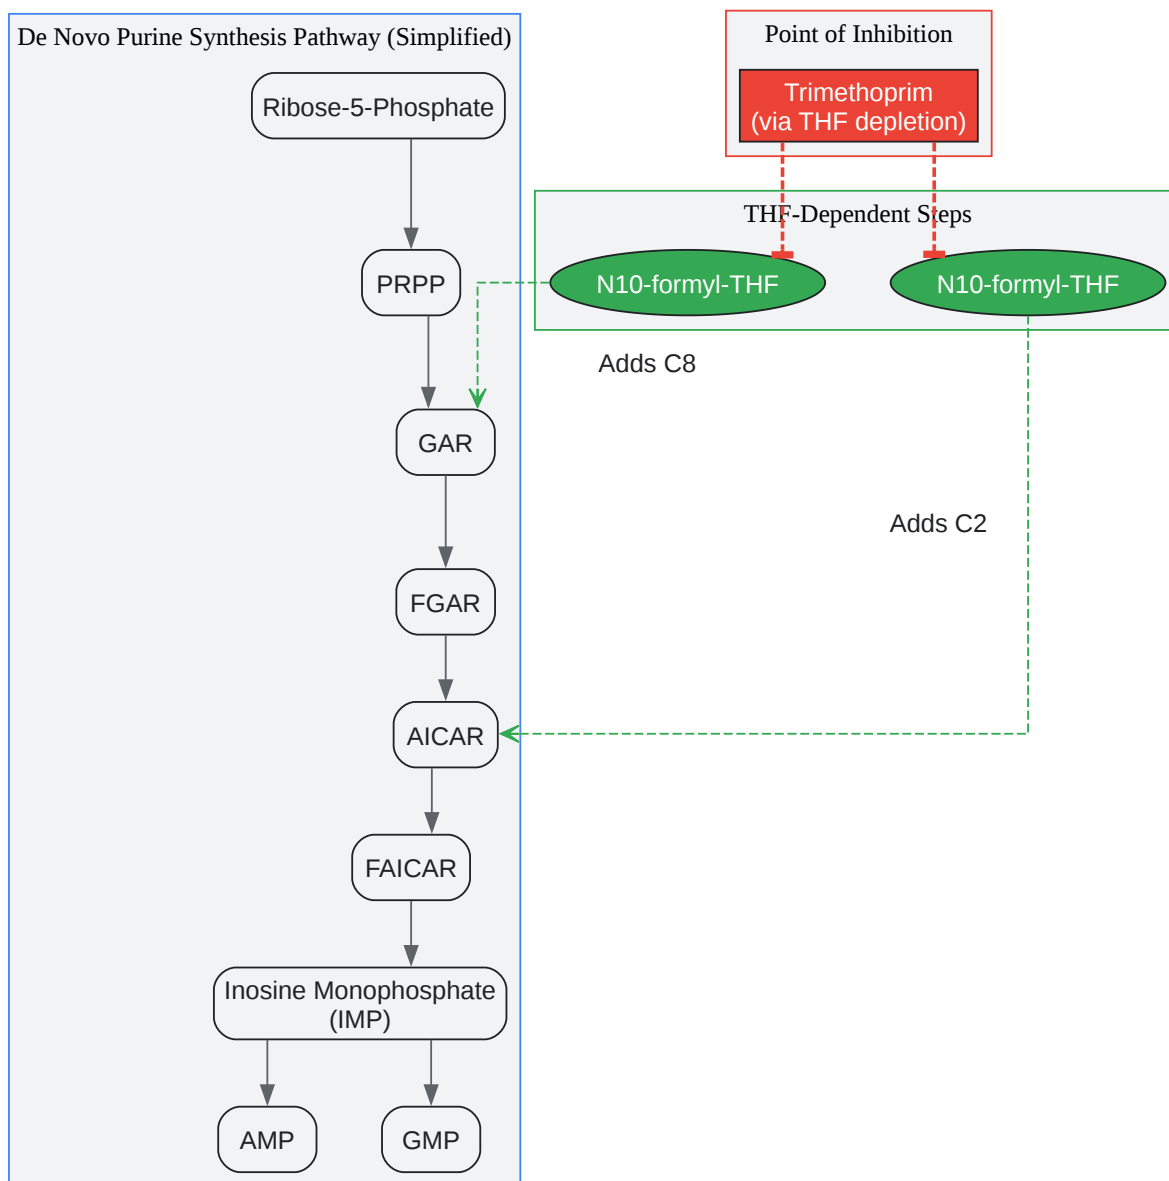 De Novo Purine Synthesis Pathway (Simplified)
Ribose-5-Phosphate
PRPP
GAR
FGAR
AICAR
FAICAR
Inosine Monophosphate
(IMP)
AMP
GMP
Point of Inhibition
Trimethoprim
(via THF depletion)
THF-Dependent Steps
N10-formyl-THF
N10-formyl-THF
Adds C8
Adds C2